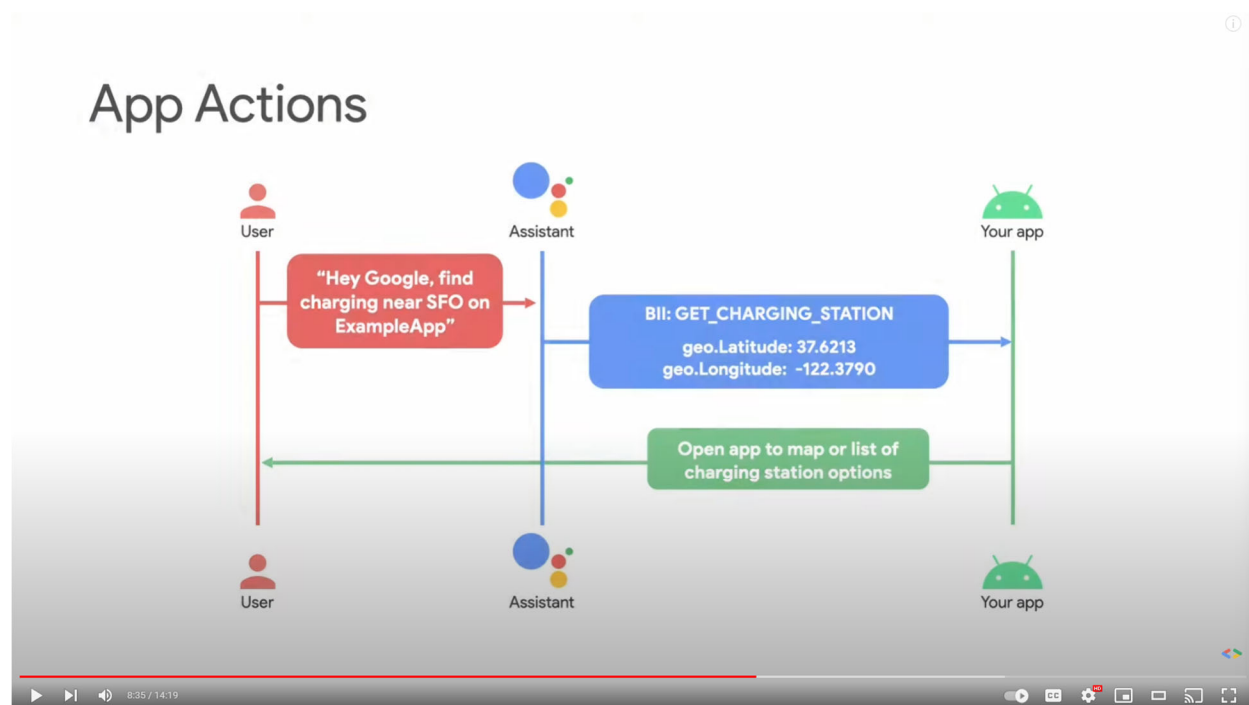 App Actions
User
Assistant
Your app
“Hey Google, find
charging near SFO on
ExampleApp”
BII: GET_CHARGING_STATION
geo.Latitude: 37.6213
geo.Longitude:  -122.3790
Open app to map or list of
charging station options
User
Assistant
Your app
8:35 / 14:19
CC
HD